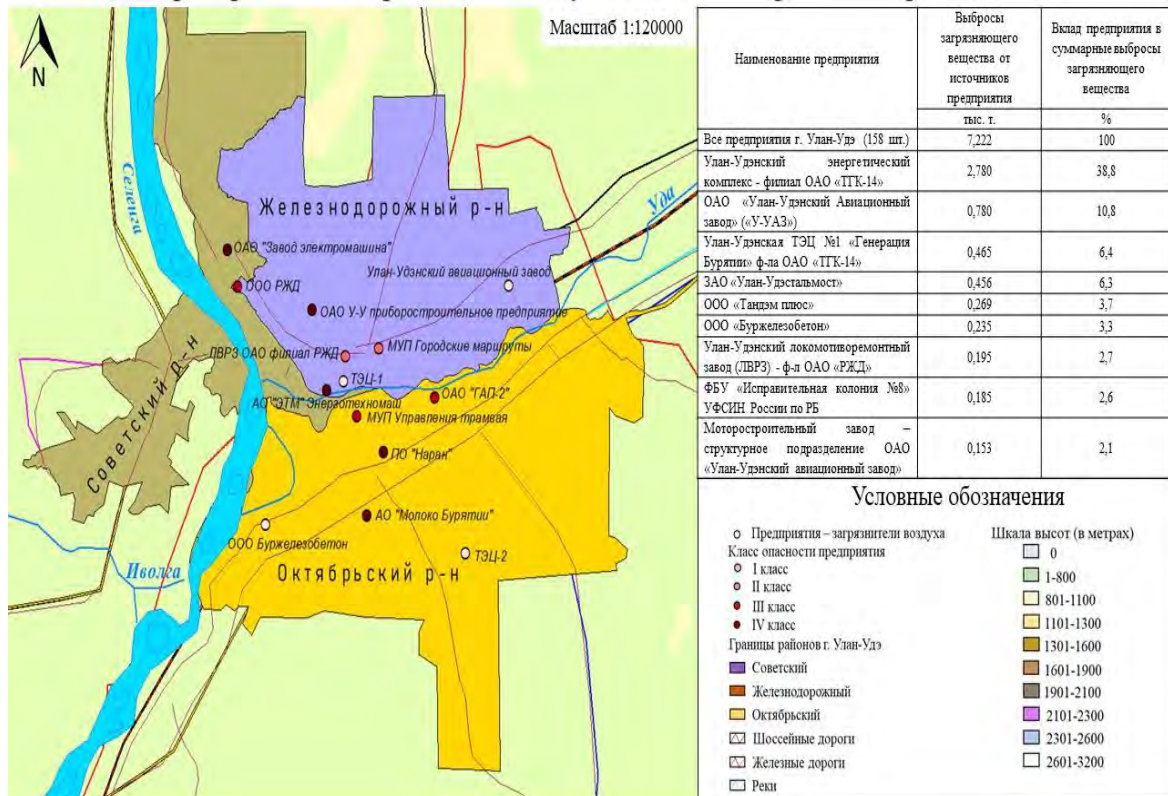 Масштаб 1:120000
N
Селенга
Железнодорожный р-н
Уда
ОАО "Завод электромашина"
Улан-Удэнский авиационный завод
ООО РЖД
ОАО У-У приборостроительное предприятие
ЛВРЗ ОАО филиал РЖД
МУП Городские маршруты
ТЭЦ-1
АО "ЭТМ" Энерготехномаш
ОАО "ГАП-2"
МУП Управления трамвая
Советский р-н
ПО "Наран"
АО "Молоко Бурятии"
ООО Буржелезобетон
ТЭЦ-2
Иволга
Октябрьский р-н
Наименование предприятия
Выбросы
загрязняющего
вещества от
источников
предприятия
Вклад предприятия в
суммарные выбросы
загрязняющего
вещества
тыс. т.
%
Все предприятия г. Улан-Удэ (158 шт.)
7,222
100
Улан-Удэнский энергетический
комплекс - филиал ОАО «ТГК-14»
2,780
38,8
ОАО «Улан-Удэнский Авиационный
завод» («У-УАЗ»)
0,780
10,8
Улан-Удэнская ТЭЦ №1 «Генерация
Бурятии» ф-ла ОАО «ТГК-14»
0,465
6,4
ЗАО «Улан-Удэстальмост»
0,456
6,3
ООО «Тандэм плюс»
0,269
3,7
ООО «Буржелезобетон»
0,235
3,3
Улан-Удэнский локомотиворемонтный
завод (ЛВРЗ) - ф-л ОАО «РЖД»
0,195
2,7
ФБУ «Исправительная колония №8»
УФСИН России по РБ
0,185
2,6
Моторостроительный завод –
структурное подразделение ОАО
«Улан-Удэнский авиационный завод»
0,153
2,1
Условные обозначения
Предприятия – загрязнители воздуха
Класс опасности предприятия
I класс
II класс
III класс
IV класс
Границы районов г. Улан-Удэ
Советский
Железнодорожный
Октябрьский
Шоссейные дороги
Железные дороги
Реки
Шкала высот (в метрах)
0
1-800
801-1100
1101-1300
1301-1600
1601-1900
1901-2100
2101-2300
2301-2600
2601-3200